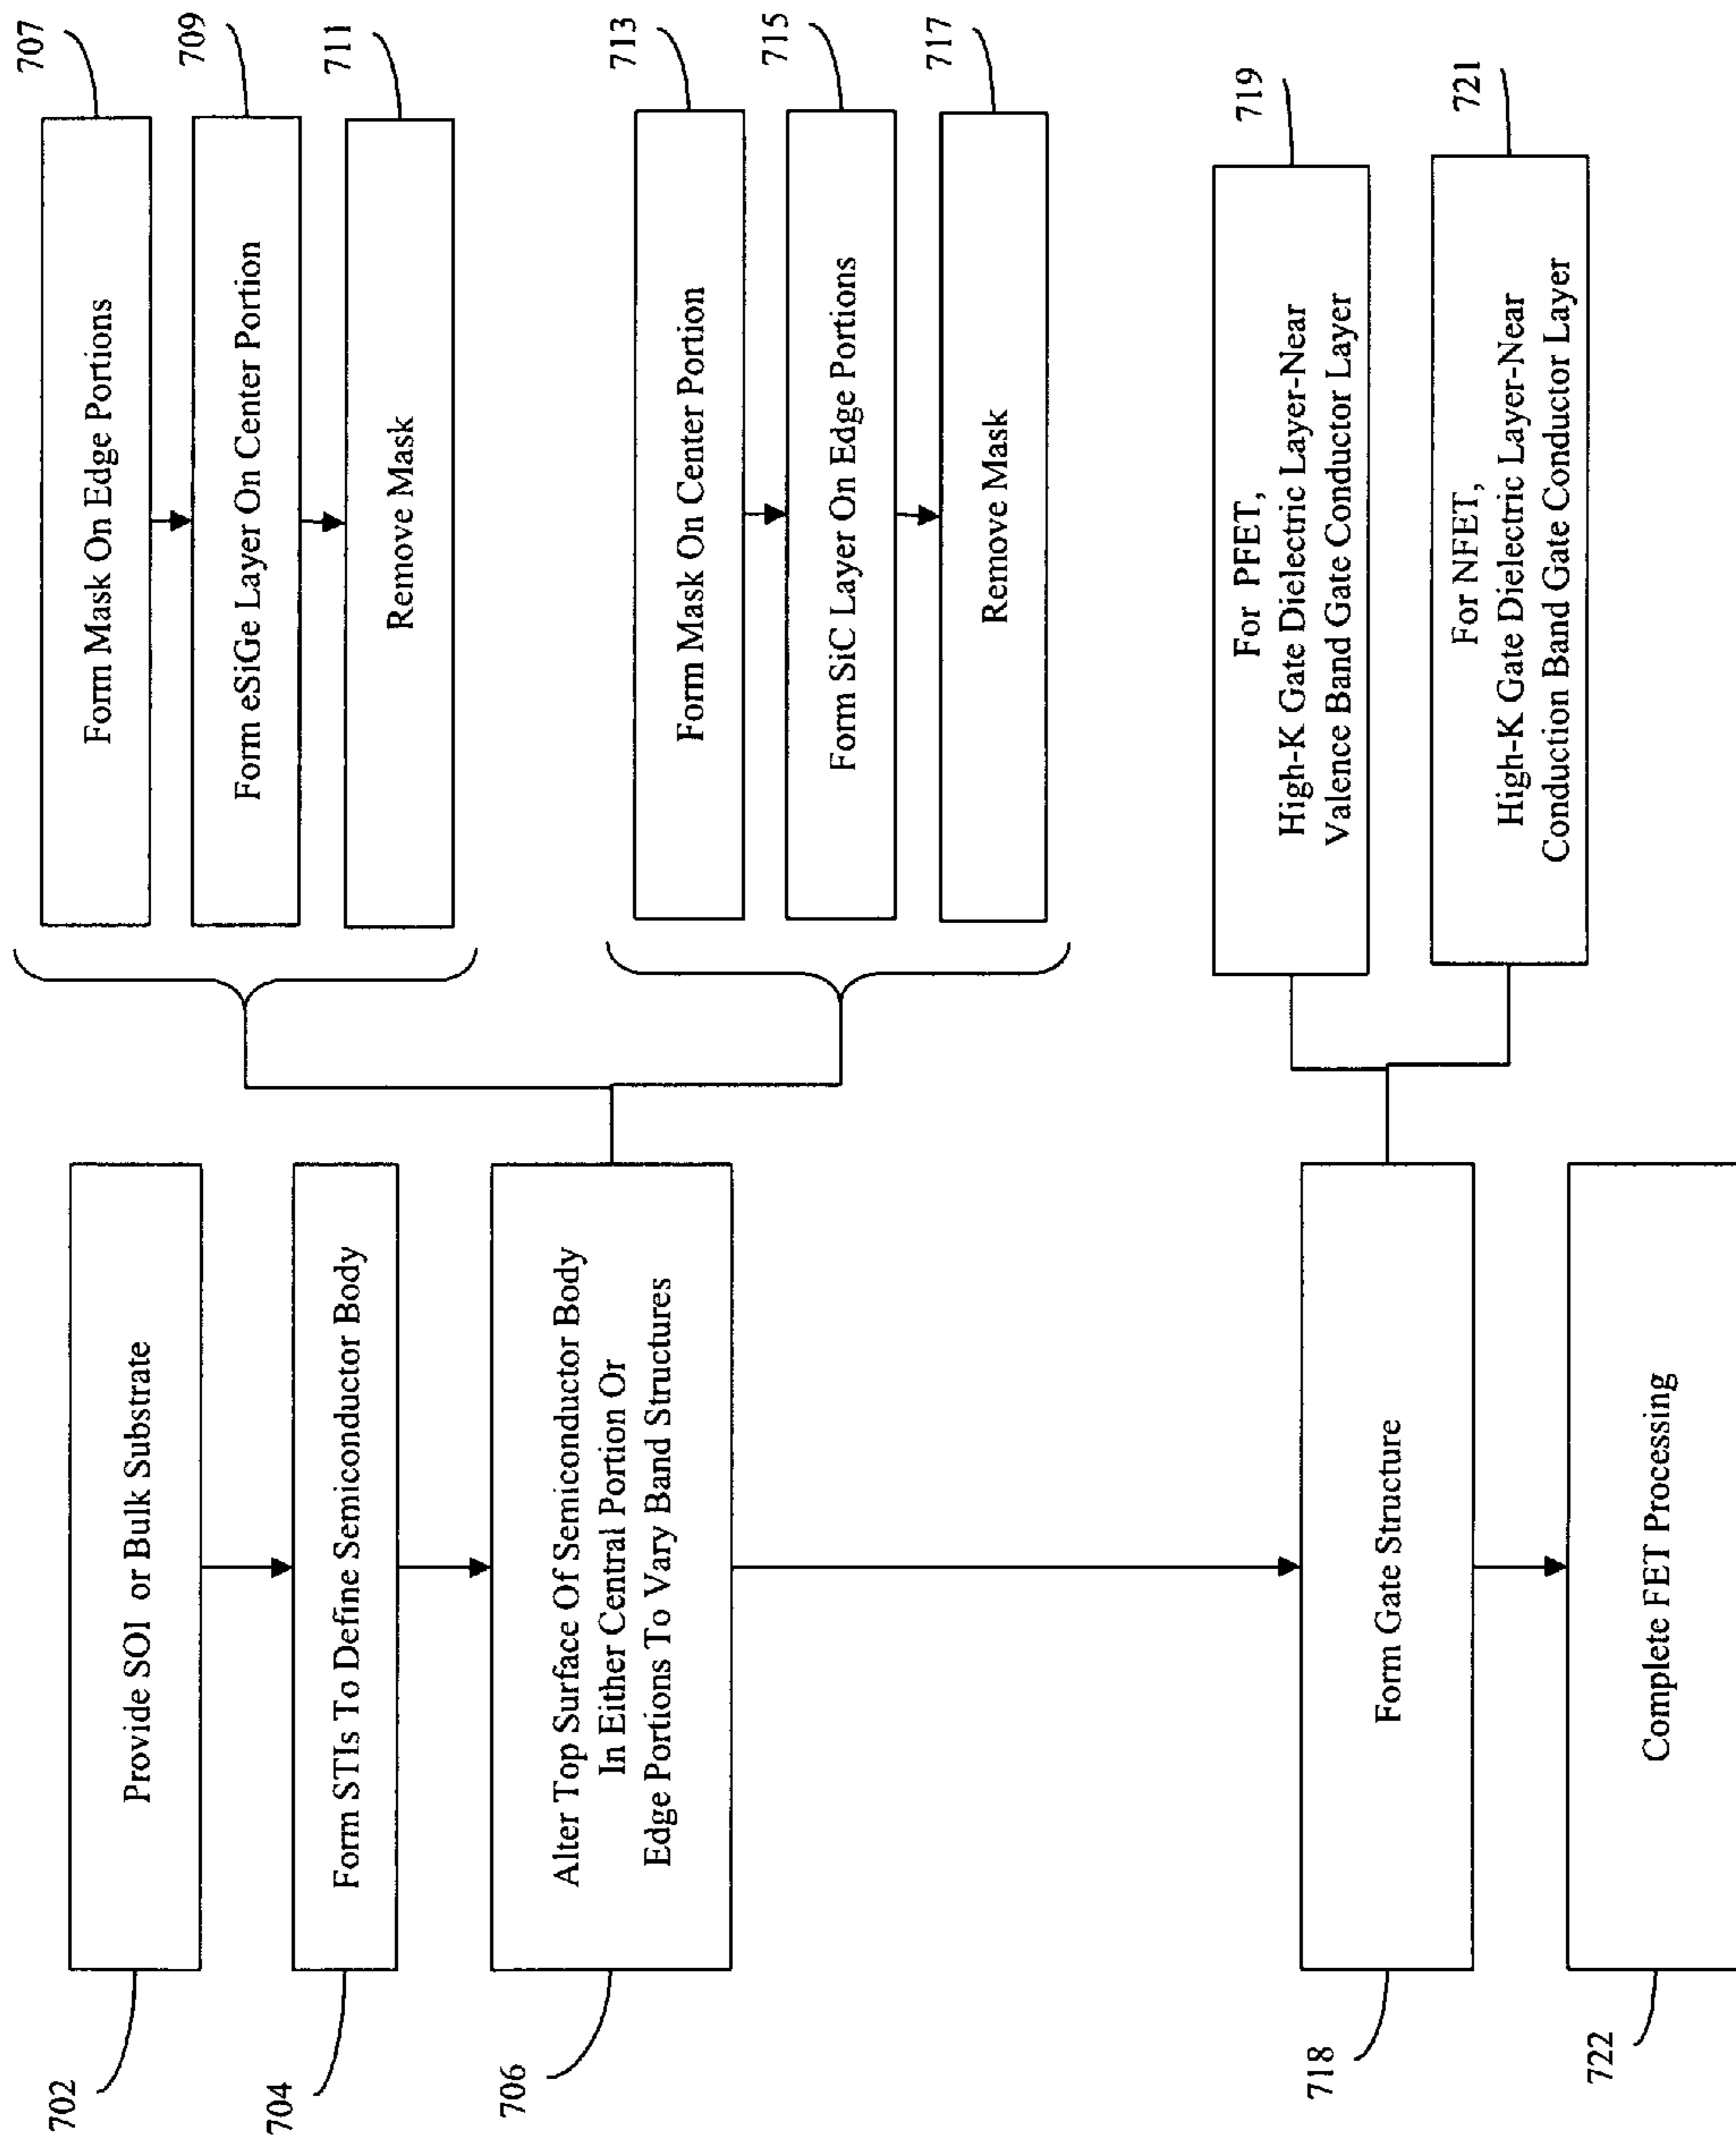 702
Provide SOI or Bulk Substrate
704
Form STIs To Define Semiconductor Body
706
Alter Top Surface Of Semiconductor Body
In Either Central Portion Or
Edge Portions To Vary Band Structures
707
Form Mask On Edge Portions
709
Form eSiGe Layer On Center Portion
711
Remove Mask
713
Form Mask On Center Portion
715
Form SiC Layer On Edge Portions
717
Remove Mask
718
Form Gate Structure
719
For PFET,
High-K Gate Dielectric Layer-Near
Valence Band Gate Conductor Layer
721
For NFET,
High-K Gate Dielectric Layer-Near
Conduction Band Gate Conductor Layer
722
Complete FET Processing